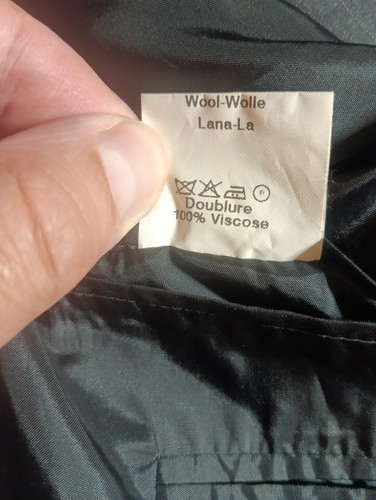 Wool-Wolle
Lana-La
P
Doublure
100% Viscose